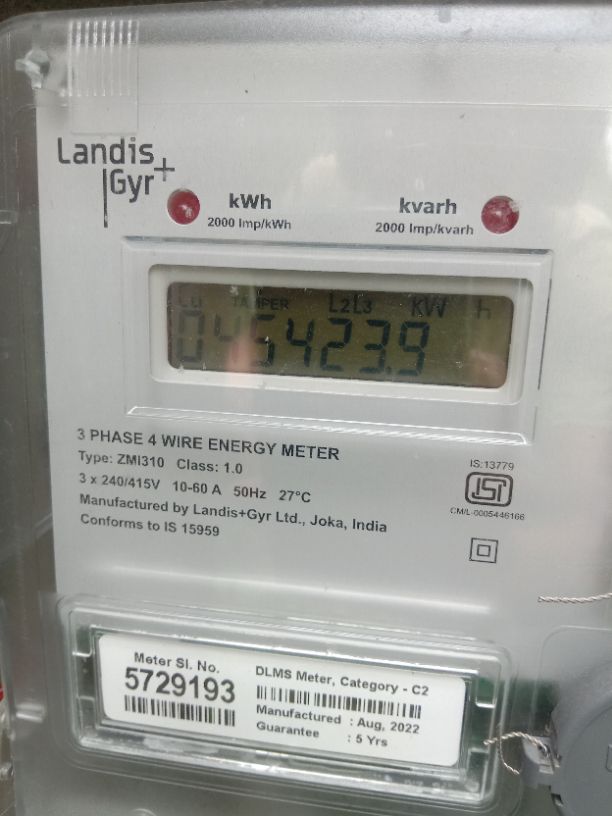 Landis
Gyr+
kWh
2000 Imp/kWh
kvarh
2000 Imp/kvarh
TAMPER L2L3 KW h
045423.9
3 PHASE 4 WIRE ENERGY METER
Type: ZMI310 Class: 1.0
3 x 240/415V 10-60 A 50Hz 27°C
Manufactured by Landis+Gyr Ltd., Joka, India
Conforms to IS 15959
IS:13779
ISI
CM/L-0005446166
Meter Sl. No.
5729193
DLMS Meter, Category - C2
Manufactured : Aug, 2022
Guarantee : 5 Yrs